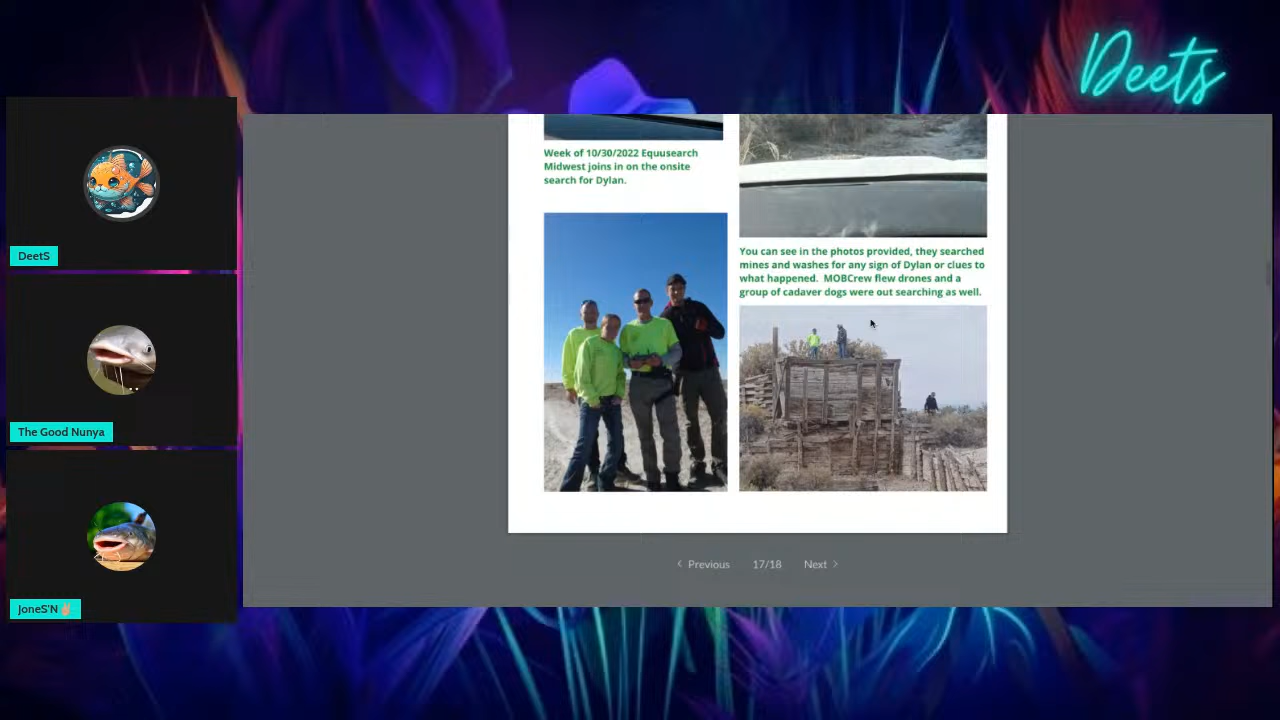 Deets
Week of 10/30/2022 Equusearch
Midwest joins in on the onsite
search for Dylan.
You can see in the photos provided, they searched
mines and washes for any sign of Dylan or clues to
what happened.  MOBCrew flew drones and a
group of cadaver dogs were out searching as well.
DeetS
The Good Nunya
JoneS'N ✌🏼
Previous
17/18
Next